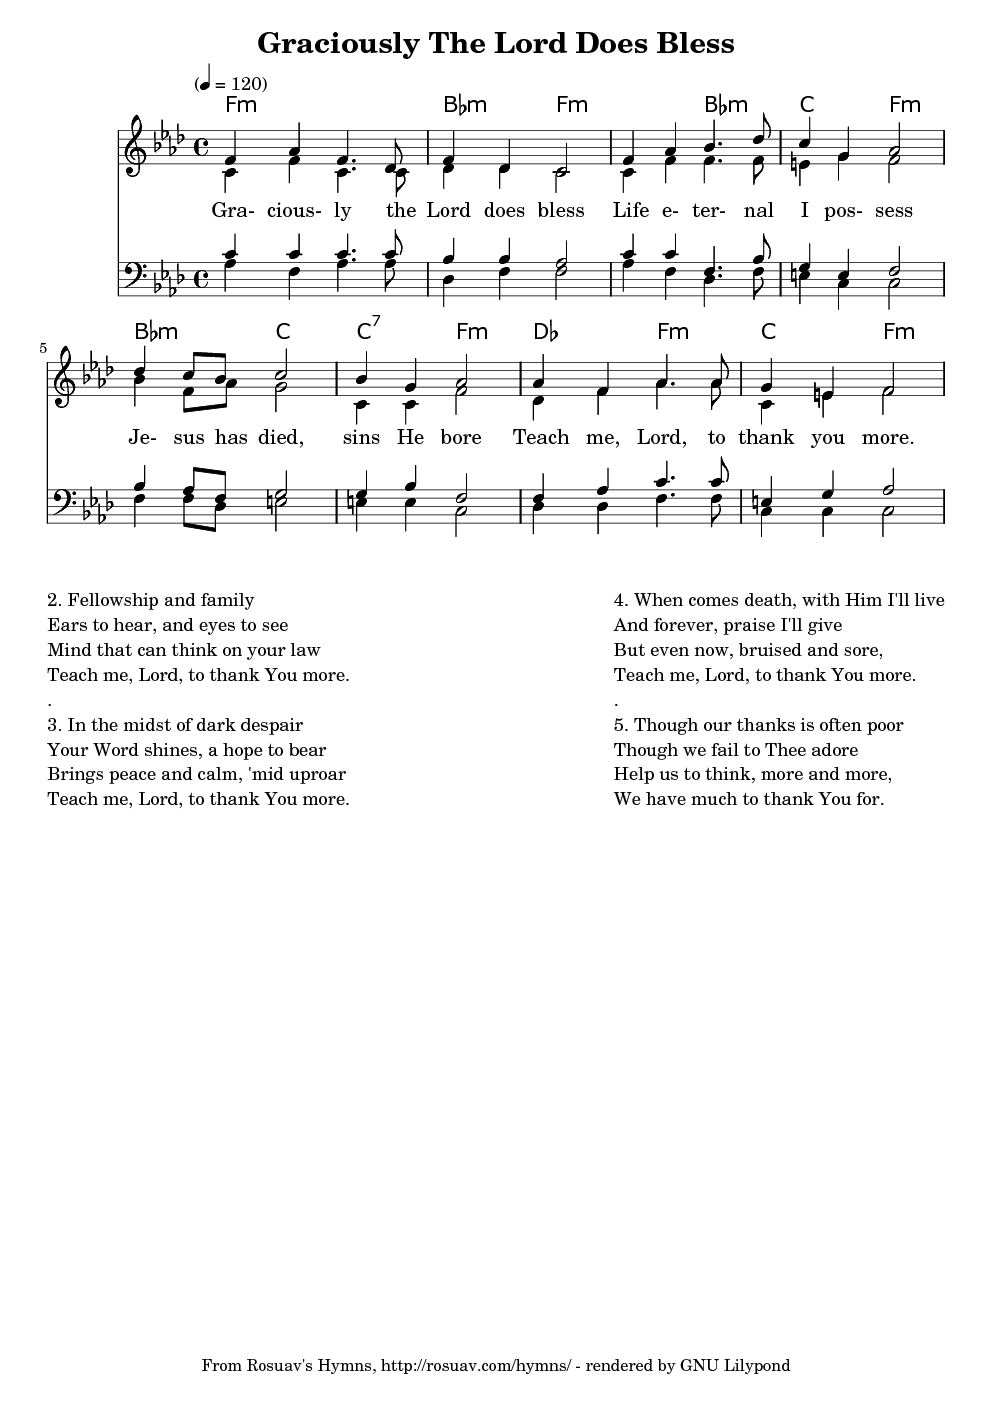 Graciously The Lord Does Bless
(♩ = 120)
Fm B♭m Fm B♭m C Fm
Gra- cious- ly the Lord does bless Life e- ter- nal I pos- sess
5
B♭m C C7 Fm D♭ Fm C Fm
Je- sus has died, sins He bore Teach me, Lord, to thank you more.
2. Fellowship and family
Ears to hear, and eyes to see
Mind that can think on your law
Teach me, Lord, to thank You more.
.
3. In the midst of dark despair
Your Word shines, a hope to bear
Brings peace and calm, 'mid uproar
Teach me, Lord, to thank You more.
4. When comes death, with Him I'll live
And forever, praise I'll give
But even now, bruised and sore,
Teach me, Lord, to thank You more.
.
5. Though our thanks is often poor
Though we fail to Thee adore
Help us to think, more and more,
We have much to thank You for.
From Rosuav's Hymns, http://rosuav.com/hymns/ - rendered by GNU Lilypond